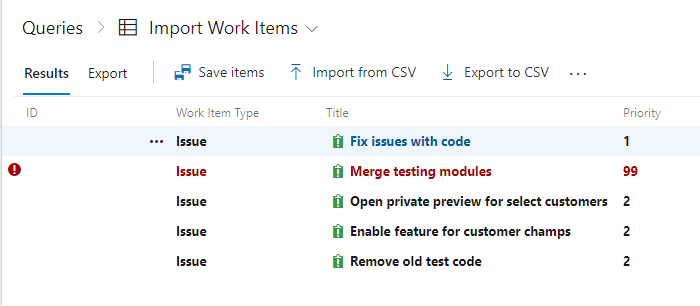 Queries > Import Work Items
Results Export Save items Import from CSV Export to CSV ...
ID Work Item Type Title Priority
... Issue Fix issues with code 1
Issue Merge testing modules 99
Issue Open private preview for select customers 2
Issue Enable feature for customer champs 2
Issue Remove old test code 2